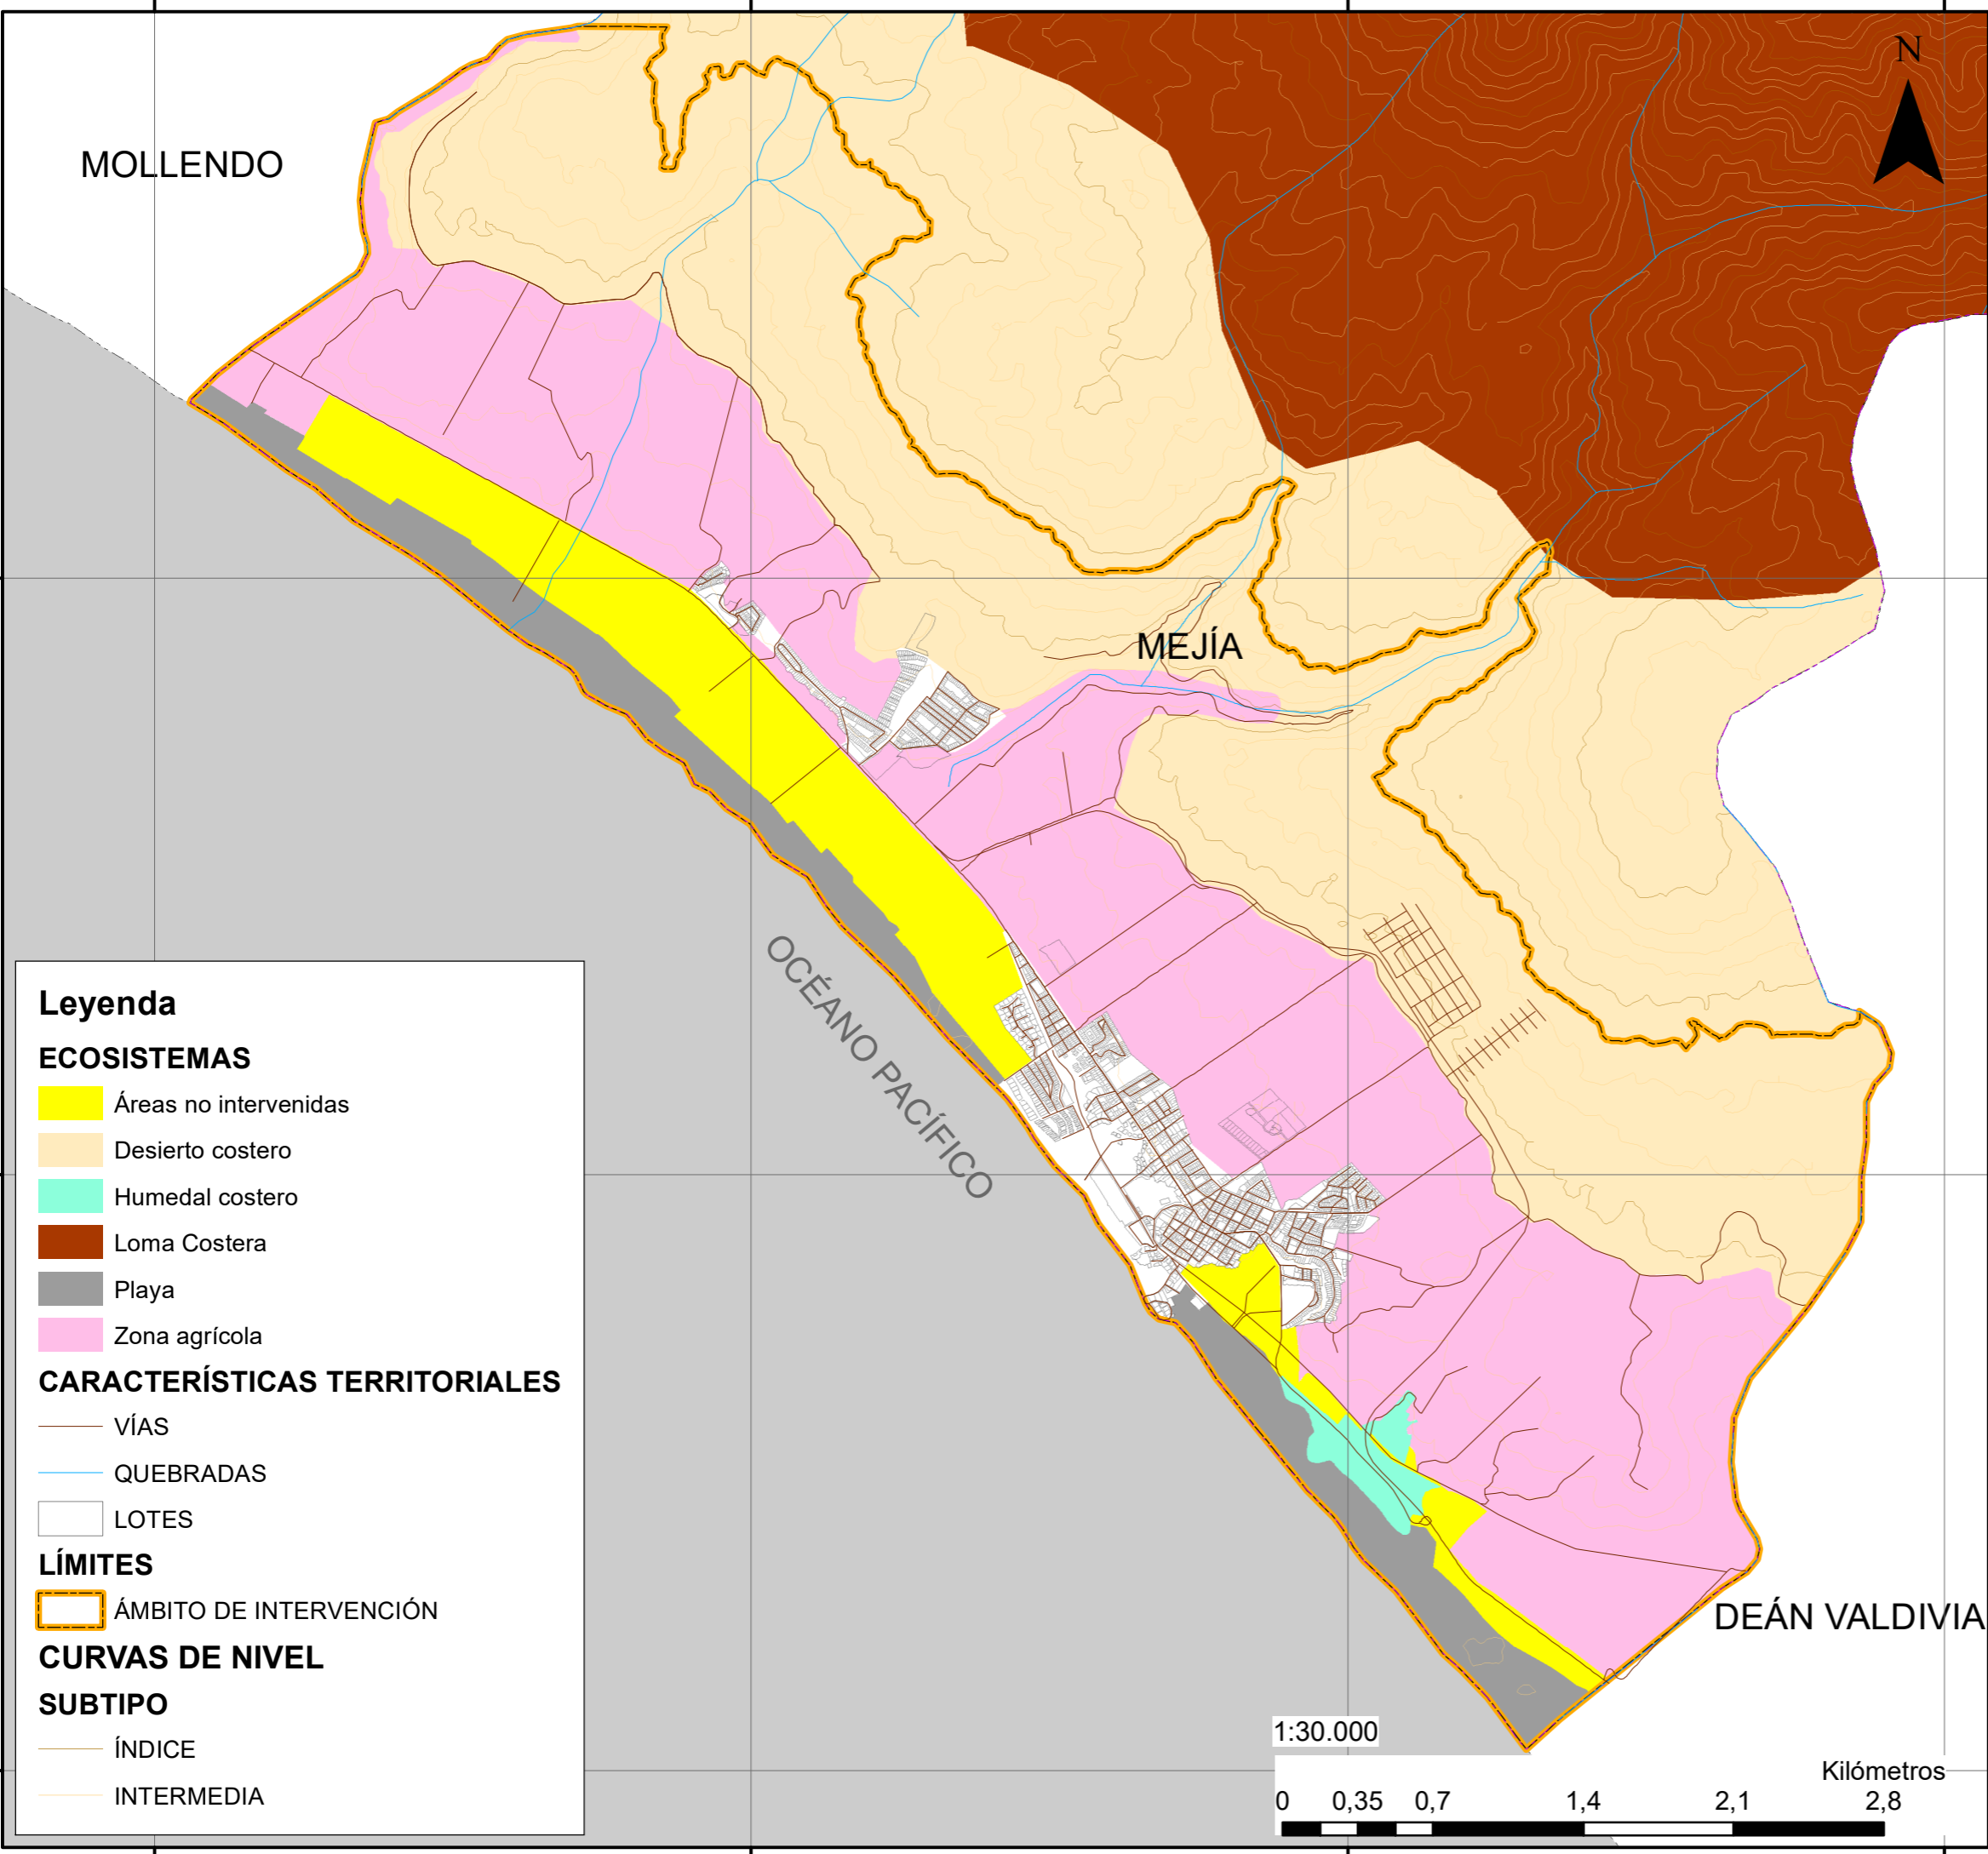 N
MOLLENDO
MEJÍA
OCÉANO PACÍFICO
DEÁN VALDIVIA
Leyenda
ECOSISTEMAS
Áreas no intervenidas
Desierto costero
Humedal costero
Loma Costera
Playa
Zona agrícola
CARACTERÍSTICAS TERRITORIALES
VÍAS
QUEBRADAS
LOTES
LÍMITES
ÁMBITO DE INTERVENCIÓN
CURVAS DE NIVEL
SUBTIPO
ÍNDICE
INTERMEDIA
1:30.000
Kilómetros
0 0,35 0,7 1,4 2,1 2,8